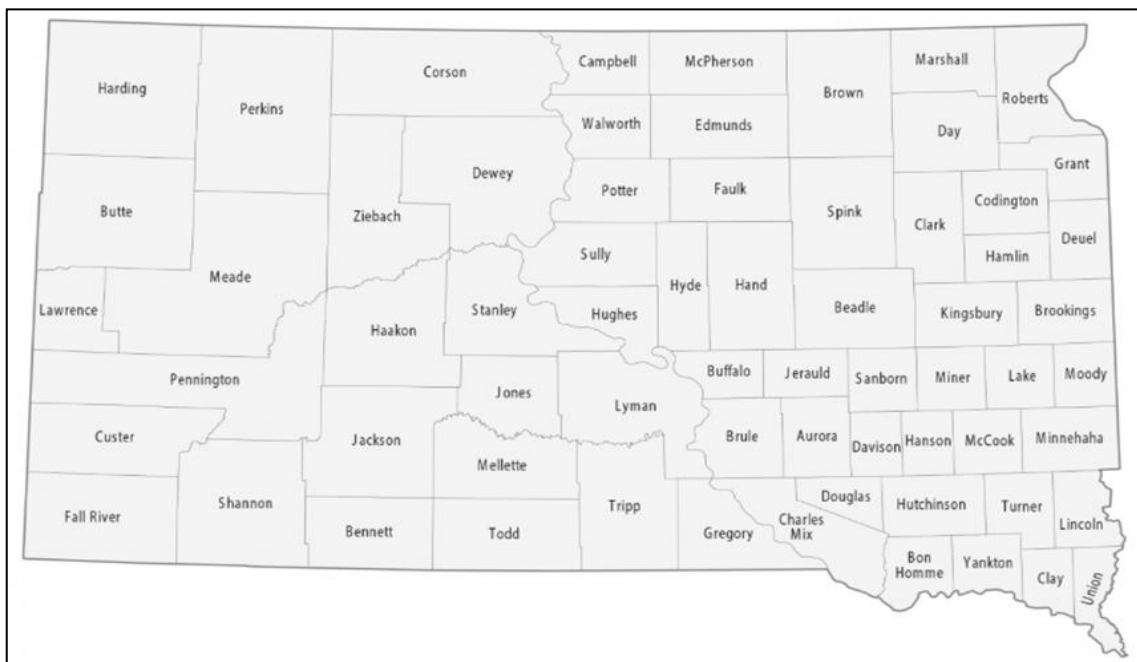 Harding
Perkins
Corson
Campbell
McPherson
Brown
Marshall
Roberts
Walworth
Edmunds
Day
Grant
Butte
Ziebach
Dewey
Potter
Faulk
Spink
Clark
Codington
Deuel
Hamlin
Meade
Sully
Hyde
Hand
Lawrence
Haakon
Stanley
Hughes
Beadle
Kingsbury
Brookings
Pennington
Jones
Lyman
Buffalo
Jerauld
Sanborn
Miner
Lake
Moody
Custer
Jackson
Mellette
Brule
Aurora
Davison
Hanson
McCook
Minnehaha
Fall River
Shannon
Bennett
Todd
Tripp
Gregory
Charles
Mix
Douglas
Hutchinson
Turner
Lincoln
Bon
Homme
Yankton
Clay
Union